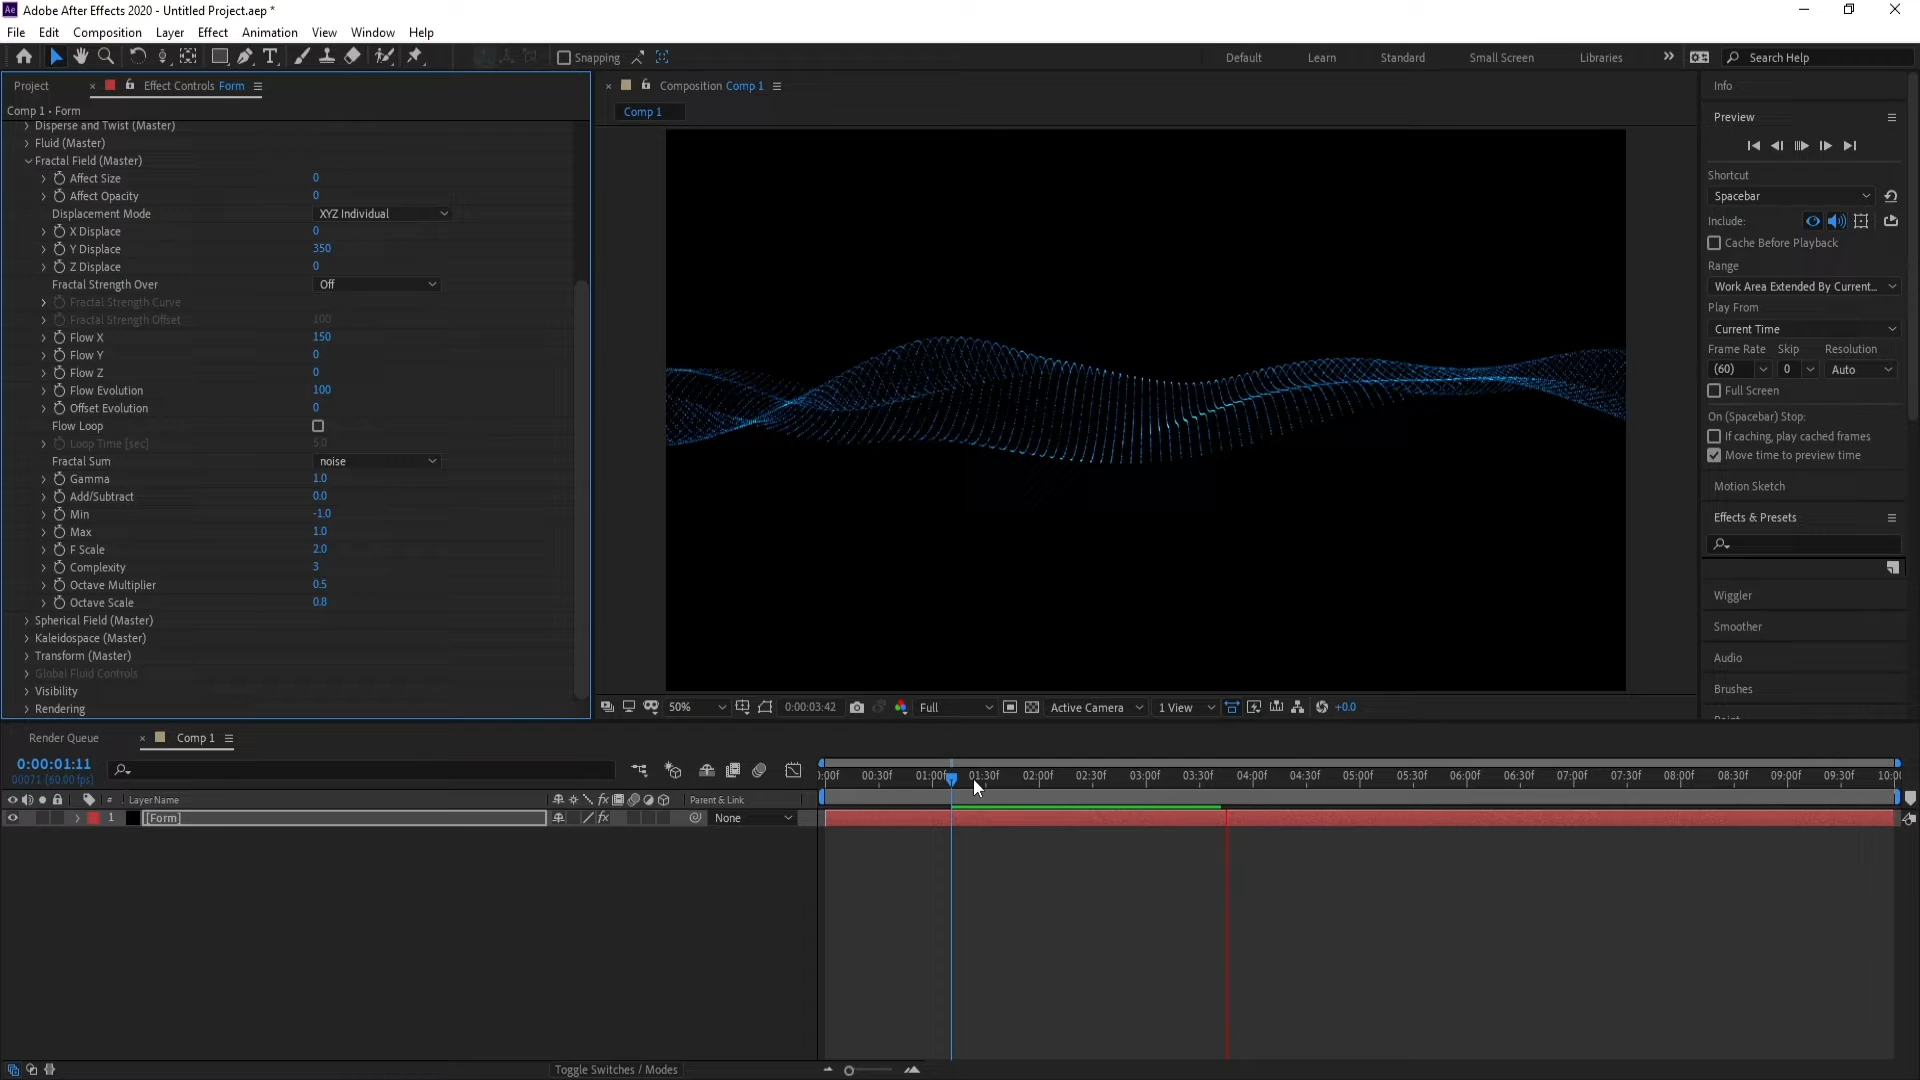 Adobe After Effects 2020 - Untitled Project.aep *
File Edit Composition Layer Effect Animation View Window Help
Snapping
Default Learn Standard Small Screen Libraries
Search Help
Project
Effect Controls Form
Comp 1 • Form
Disperse and Twist (Master)
Fluid (Master)
Fractal Field (Master)
Affect Size 0
Affect Opacity 0
Displacement Mode XYZ Individual
X Displace 0
Y Displace 350
Z Displace 0
Fractal Strength Over Off
Fractal Strength Curve
Fractal Strength Offset 100
Flow X 150
Flow Y 0
Flow Z 0
Flow Evolution 100
Offset Evolution 0
Flow Loop
Loop Time [sec] 5.0
Fractal Sum noise
Gamma 1.0
Add/Subtract 0.0
Min -1.0
Max 1.0
F Scale 2.0
Complexity 3
Octave Multiplier 0.5
Octave Scale 0.8
Spherical Field (Master)
Kaleidospace (Master)
Transform (Master)
Global Fluid Controls
Visibility
Rendering
Composition Comp 1
Comp 1
50% 0:00:03:42 Full Active Camera 1 View +0.0
Info
Preview
Shortcut
Spacebar
Include:
Cache Before Playback
Range
Work Area Extended By Current...
Play From
Current Time
Frame Rate Skip Resolution
(60) 0 Auto
Full Screen
On (Spacebar) Stop:
If caching, play cached frames
Move time to preview time
Motion Sketch
Effects & Presets
Wiggler
Smoother
Audio
Brushes
Render Queue
Comp 1
0:00:01:11
00071 (60.00 fps)
# Layer Name Parent & Link
1 [Form] None
:00f 00:30f 01:00f 01:30f 02:00f 02:30f 03:00f 03:30f 04:00f 04:30f 05:00f 05:30f 06:00f 06:30f 07:00f 07:30f 08:00f 08:30f 09:00f 09:30f 10:0
Toggle Switches / Modes